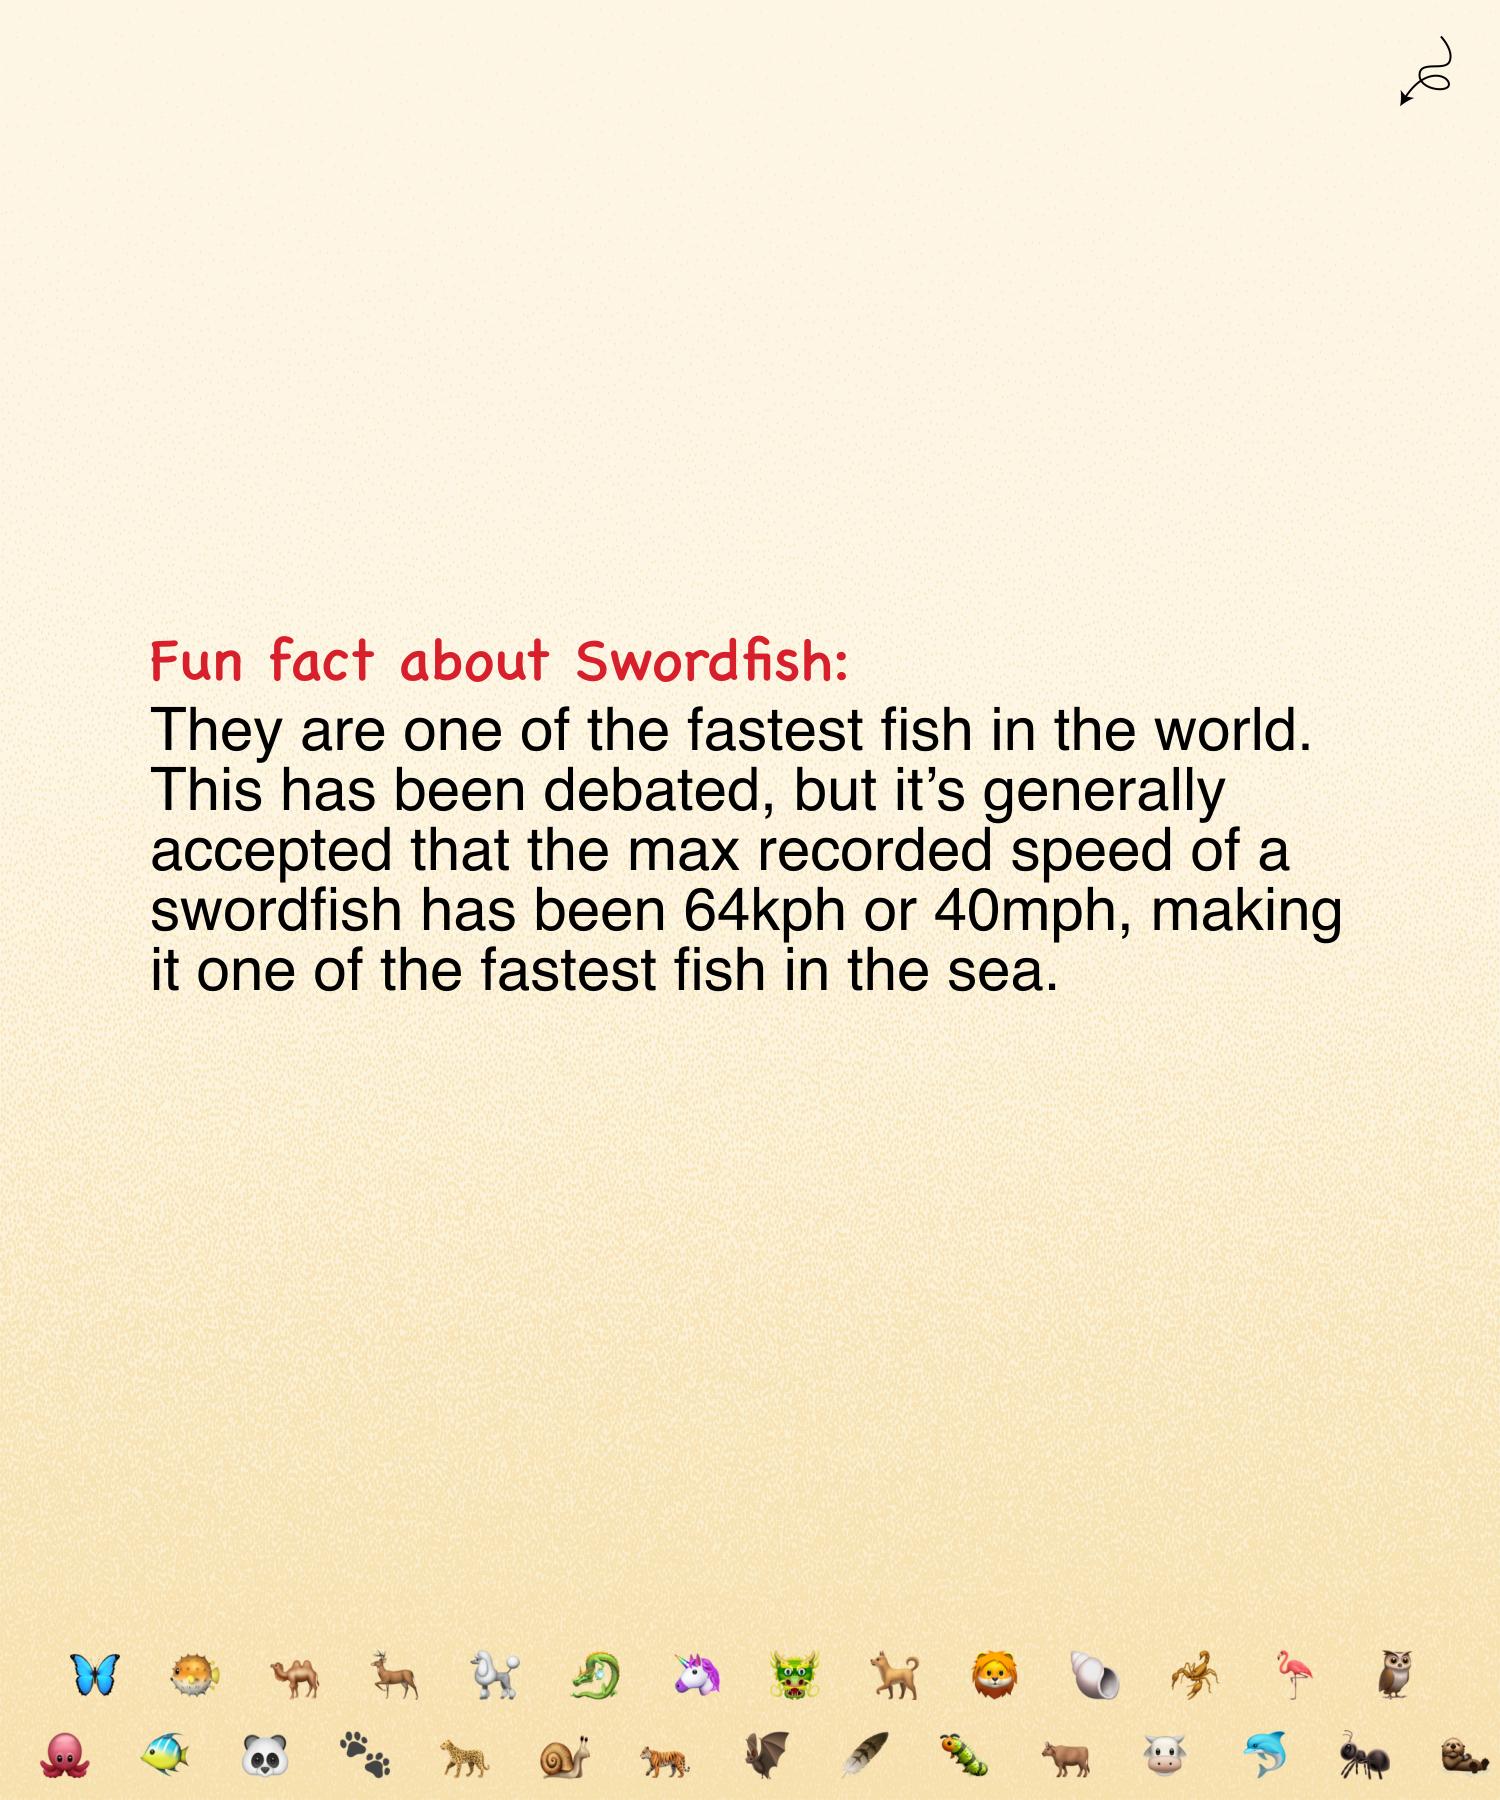 Fun fact about Swordfish:
They are one of the fastest fish in the world.
This has been debated, but it’s generally
accepted that the max recorded speed of a
swordfish has been 64kph or 40mph, making
it one of the fastest fish in the sea.